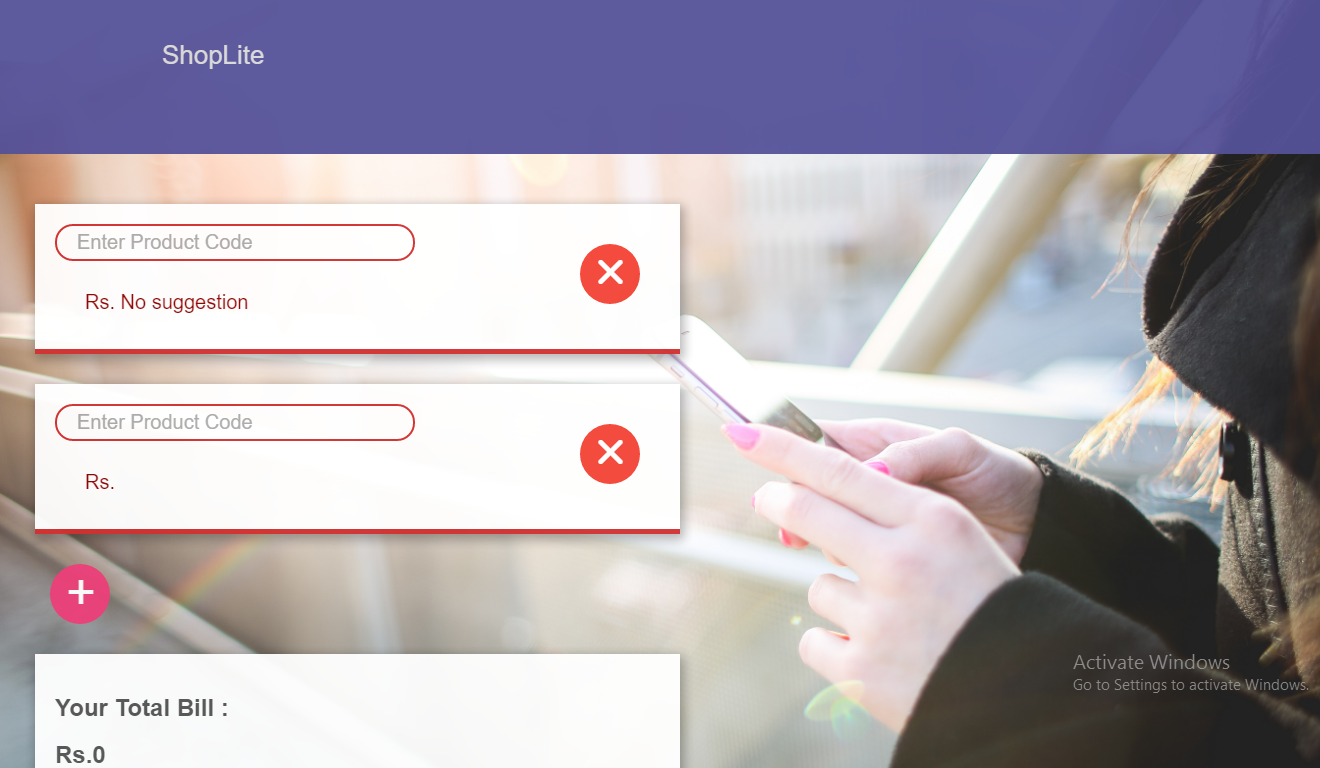 ShopLite
Enter Product Code
Rs. No suggestion
Enter Product Code
Rs.
Your Total Bill :
Rs.0
Activate Windows
Go to Settings to activate Windows.